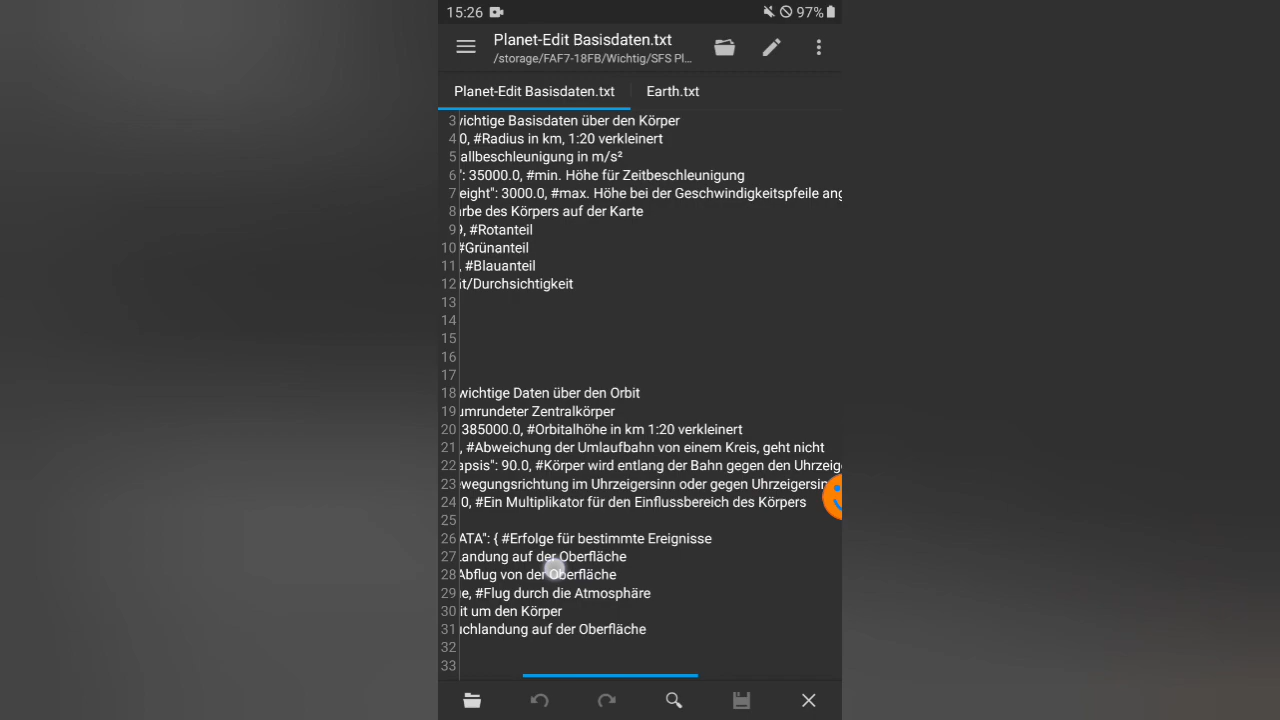 15:26
97%
Planet-Edit Basisdaten.txt
/storage/FAF7-18FB/Wichtig/SFS Pl...
Planet-Edit Basisdaten.txt Earth.txt
3 wichtige Basisdaten über den Körper
4 0, #Radius in km, 1:20 verkleinert
5 allbeschleunigung in m/s²
6 ": 35000.0, #min. Höhe für Zeitbeschleunigung
7 eight": 3000.0, #max. Höhe bei der Geschwindigkeitspfeile ang
8 arbe des Körpers auf der Karte
9 9, #Rotanteil
10 #Grünanteil
11 , #Blauanteil
12 it/Durchsichtigkeit
13
14
15
16
17
18 wichtige Daten über den Orbit
19 umrundeter Zentralkörper
20 385000.0, #Orbitalhöhe in km 1:20 verkleinert
21 , #Abweichung der Umlaufbahn von einem Kreis, geht nicht
22 apsis": 90.0, #Körper wird entlang der Bahn gegen den Uhrzeig
23 ewegungsrichtung im Uhrzeigersinn oder gegen Uhrzeigersin
24 0, #Ein Multiplikator für den Einflussbereich des Körpers
25
26 ATA": { #Erfolge für bestimmte Ereignisse
27 Landung auf der Oberfläche
28 Abflug von der Oberfläche
29 e, #Flug durch die Atmosphäre
30 it um den Körper
31 uchlandung auf der Oberfläche
32
33